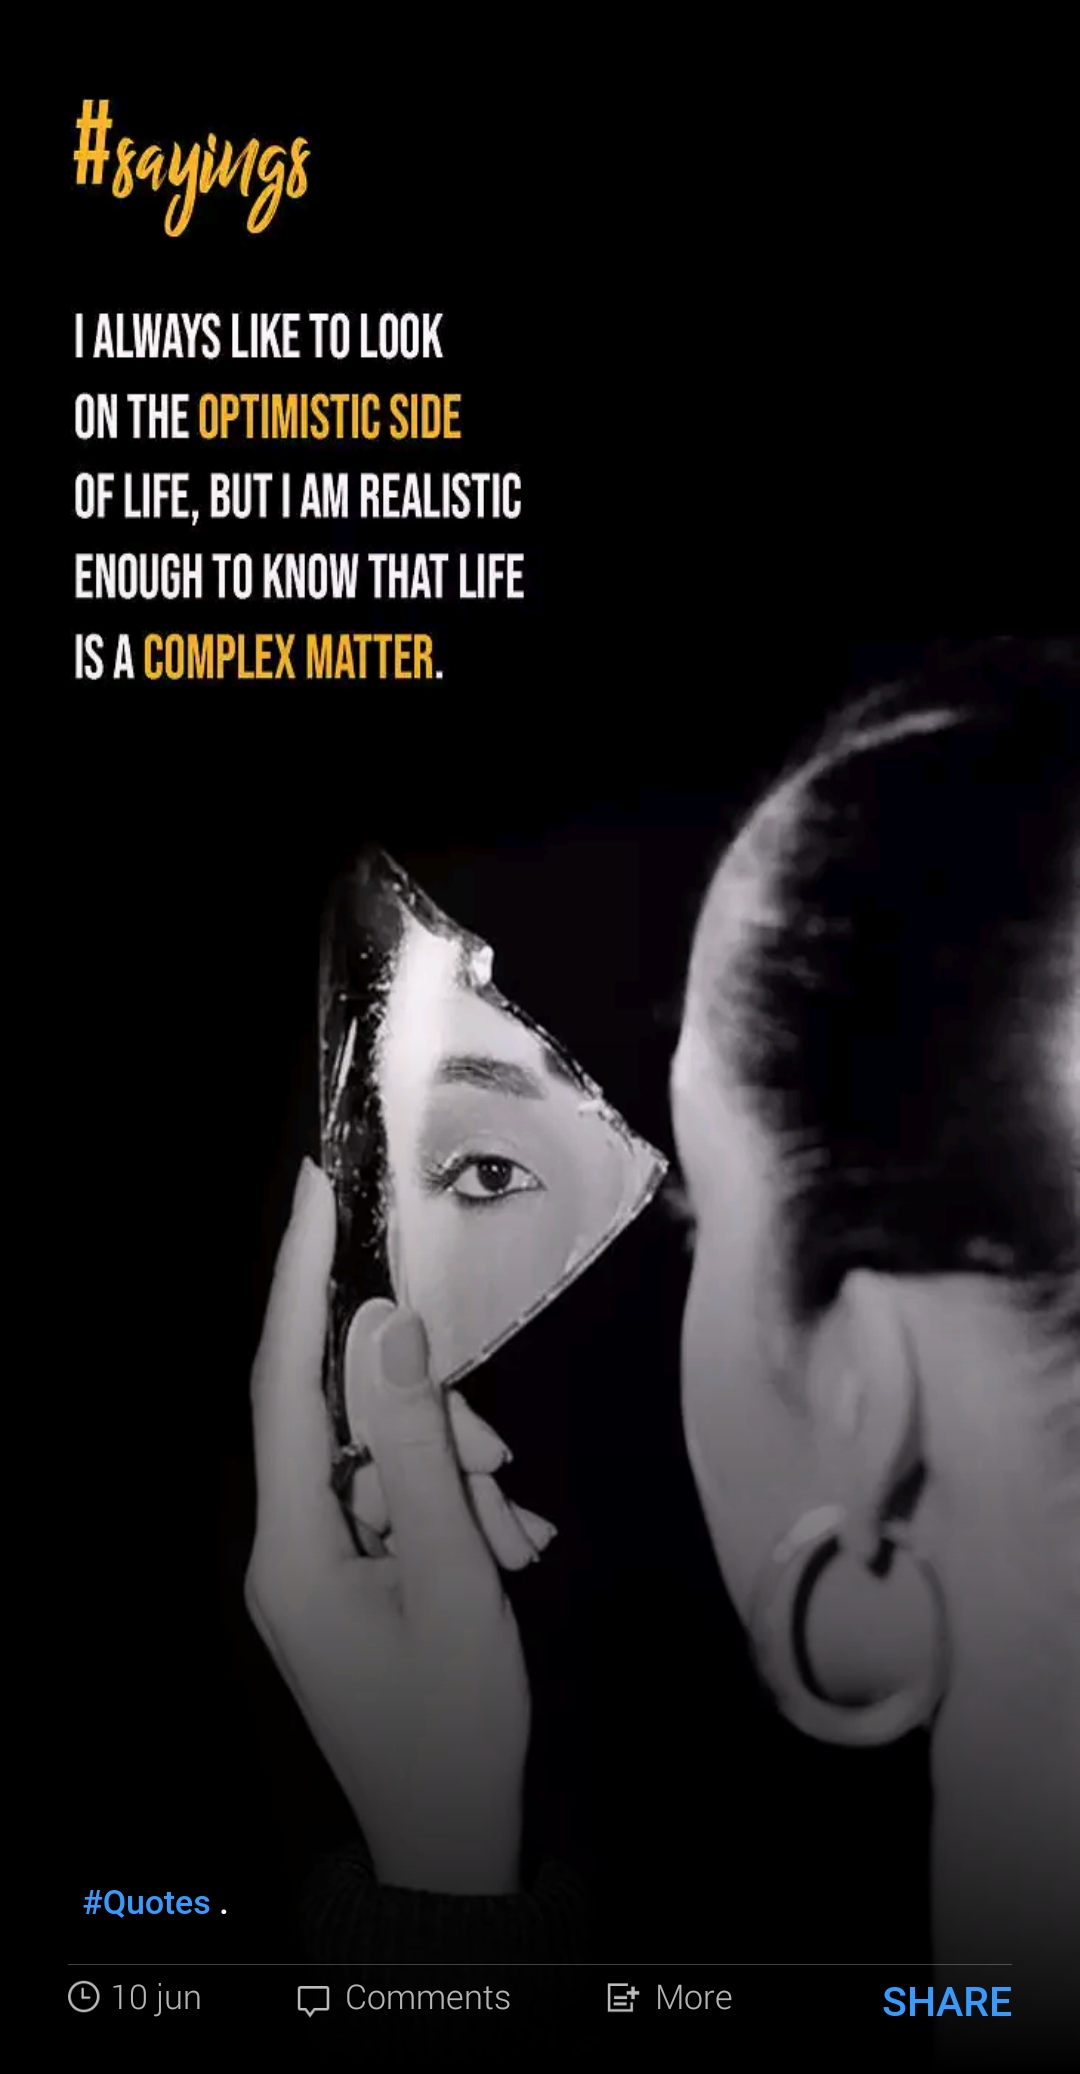 #sayings
I ALWAYS LIKE TO LOOK
ON THE OPTIMISTIC SIDE
OF LIFE, BUT I AM REALISTIC
ENOUGH TO KNOW THAT LIFE
IS A COMPLEX MATTER.
#Quotes .
10 jun Comments More SHARE